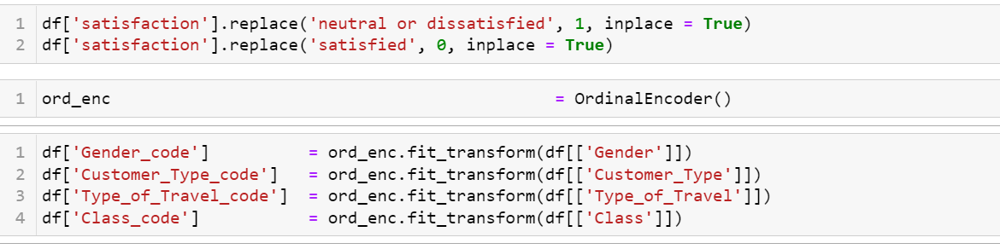 1 df['satisfaction'].replace('neutral or dissatisfied', 1, inplace = True)
2 df['satisfaction'].replace('satisfied', 0, inplace = True)
1 ord_enc = OrdinalEncoder()
1 df['Gender_code'] = ord_enc.fit_transform(df[['Gender']])
2 df['Customer_Type_code'] = ord_enc.fit_transform(df[['Customer_Type']])
3 df['Type_of_Travel_code'] = ord_enc.fit_transform(df[['Type_of_Travel']])
4 df['Class_code'] = ord_enc.fit_transform(df[['Class']])